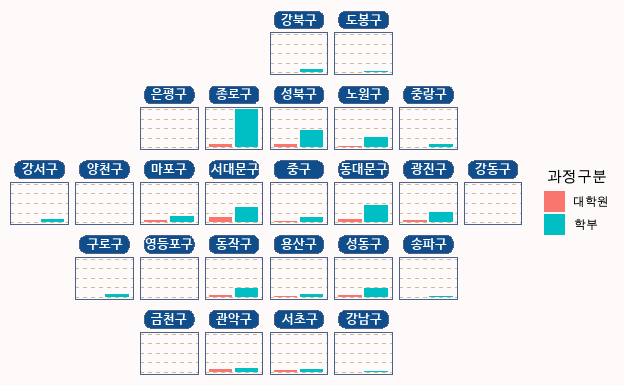 강북구 도봉구
은평구 종로구 성북구 노원구 중랑구
강서구 양천구 마포구 서대문구 중구 동대문구 광진구 강동구
과정구분
대학원
학부
구로구 영등포구 동작구 용산구 성동구 송파구
금천구 관악구 서초구 강남구